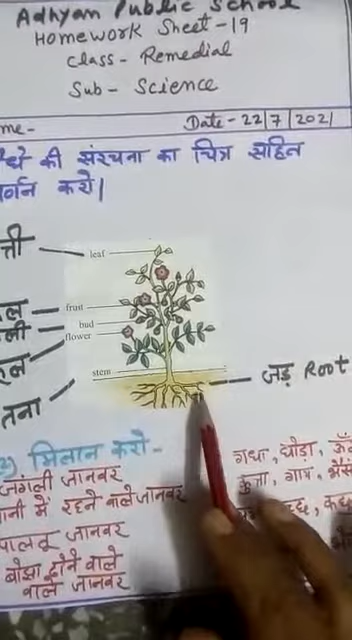 Adhyan Public School
Homework Sheet-19
Class- Remedial
Sub- Science
Date-22/7/2021
की संरचना का चित्र सहित
करो|
leaf
fruit
bud
flower
stem
तना
जड़ Root
मिलान करो-
जंगली जानवर
गधा, घोड़ा,
में रहने वाले जानवर
कुत्ता, गाय,
पालतू जानवर
बोझा ढोने वाले
वाले जानवर